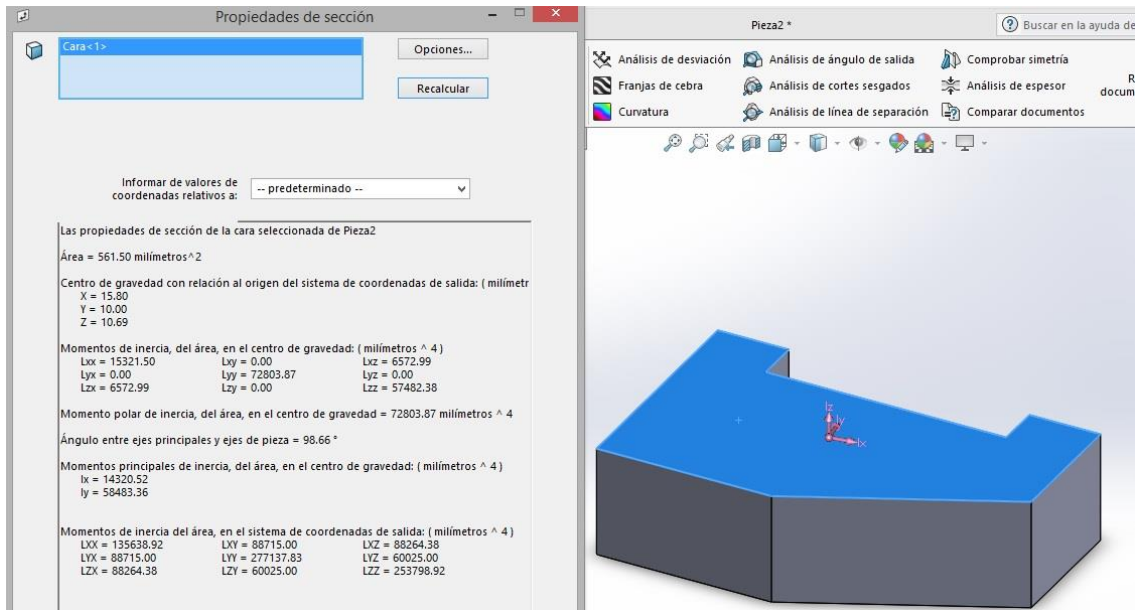 Propiedades de sección
Cara<1>
Opciones...
Recalcular
Informar de valores de
coordenadas relativos a:
-- predeterminado --
Las propiedades de sección de la cara seleccionada de Pieza2
Área = 561.50 milímetros^2
Centro de gravedad con relación al origen del sistema de coordenadas de salida: ( milímetr
X = 15.80
Y = 10.00
Z = 10.69
Momentos de inercia, del área, en el centro de gravedad: ( milímetros ^ 4 )
Lxx = 15321.50 Lxy = 0.00 Lxz = 6572.99
Lyx = 0.00 Lyy = 72803.87 Lyz = 0.00
Lzx = 6572.99 Lzy = 0.00 Lzz = 57482.38
Momento polar de inercia, del área, en el centro de gravedad = 72803.87 milímetros ^ 4
Ángulo entre ejes principales y ejes de pieza = 98.66 °
Momentos principales de inercia, del área, en el centro de gravedad: ( milímetros ^ 4 )
Ix = 14320.52
Iy = 58483.36
Momentos de inercia del área, en el sistema de coordenadas de salida: ( milímetros ^ 4 )
LXX = 135638.92 LXY = 88715.00 LXZ = 88264.38
LYX = 88715.00 LYY = 277137.83 LYZ = 60025.00
LZX = 88264.38 LZY = 60025.00 LZZ = 253798.92
Pieza2 *
Buscar en la ayuda de
Análisis de desviación Análisis de ángulo de salida Comprobar simetría
Franjas de cebra Análisis de cortes sesgados Análisis de espesor
Curvatura Análisis de línea de separación Comparar documentos
R
docum
Iz
Iy
Ix